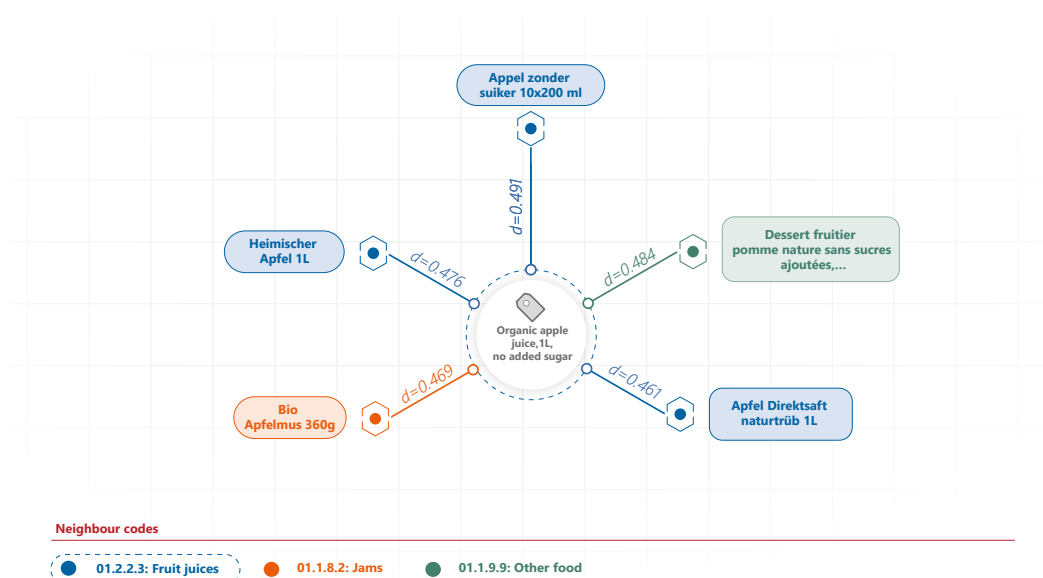 Appel zonder
suiker 10x200 ml
d=0.491
Heimischer
Apfel 1L
d=0.476
d=0.484
Dessert fruitier
pomme nature sans sucres
ajoutées,...
Organic apple
juice,1L,
no added sugar
Bio
Apfelmus 360g
d=0.469
d=0.461
Apfel Direktsaft
naturtrüb 1L
Neighbour codes
01.2.2.3: Fruit juices
01.1.8.2: Jams
01.1.9.9: Other food